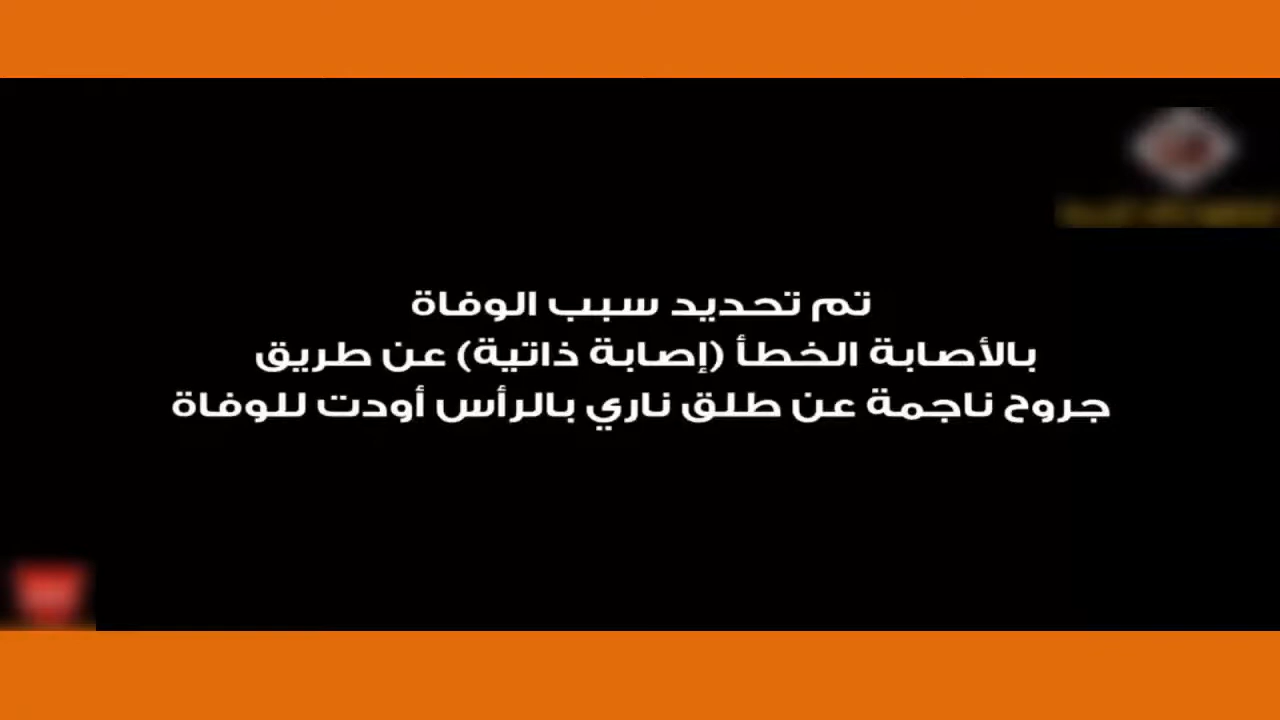 تم تحديد سبب الوفاة
بالأصابة الخطأ (إصابة ذاتية) عن طريق
جروح ناجمة عن طلق ناري بالرأس أودت للوفاة